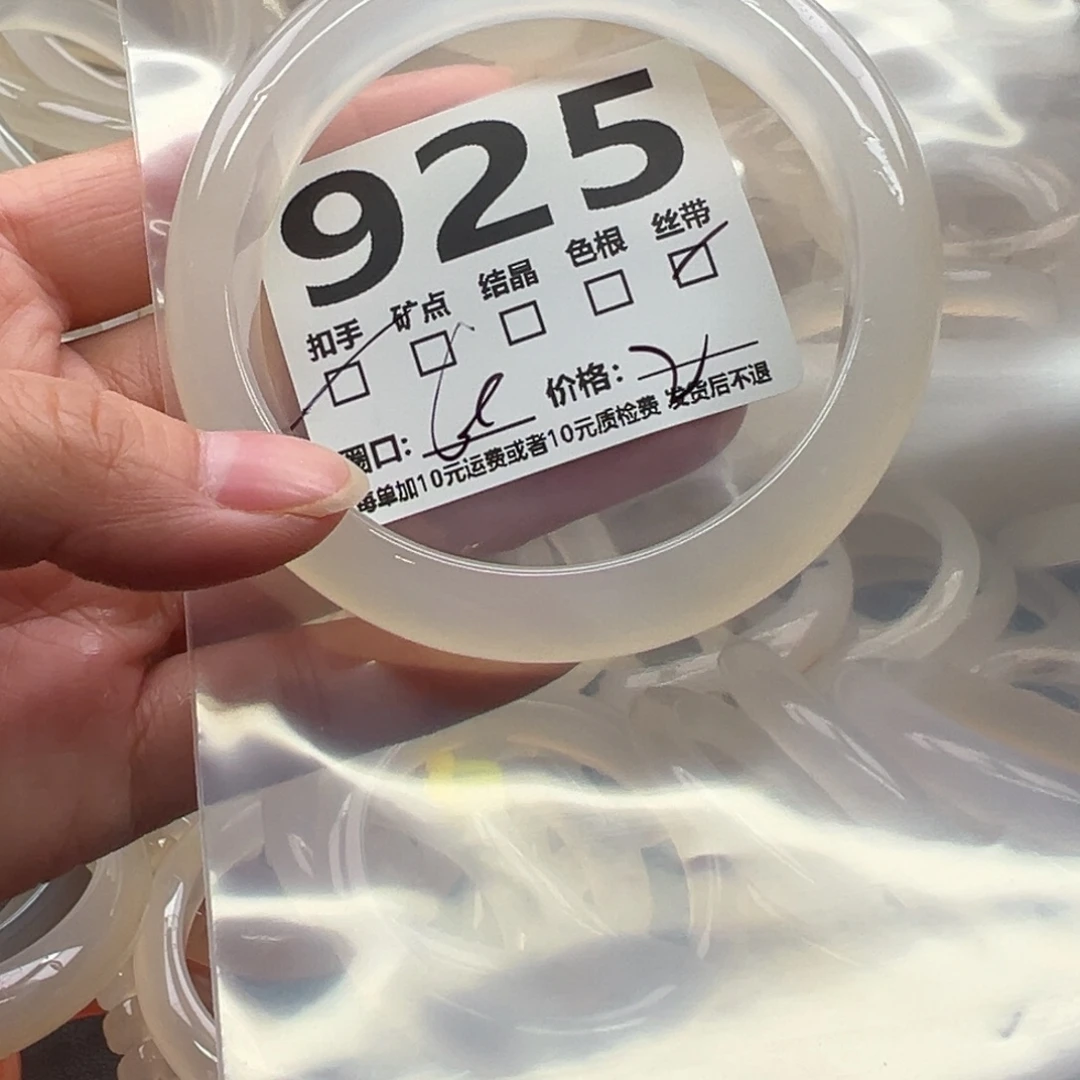 925
扣手 矿点 结晶 色根 丝带
圈口: 价格:
每单加10元运费或者10元质检费 发货后不退